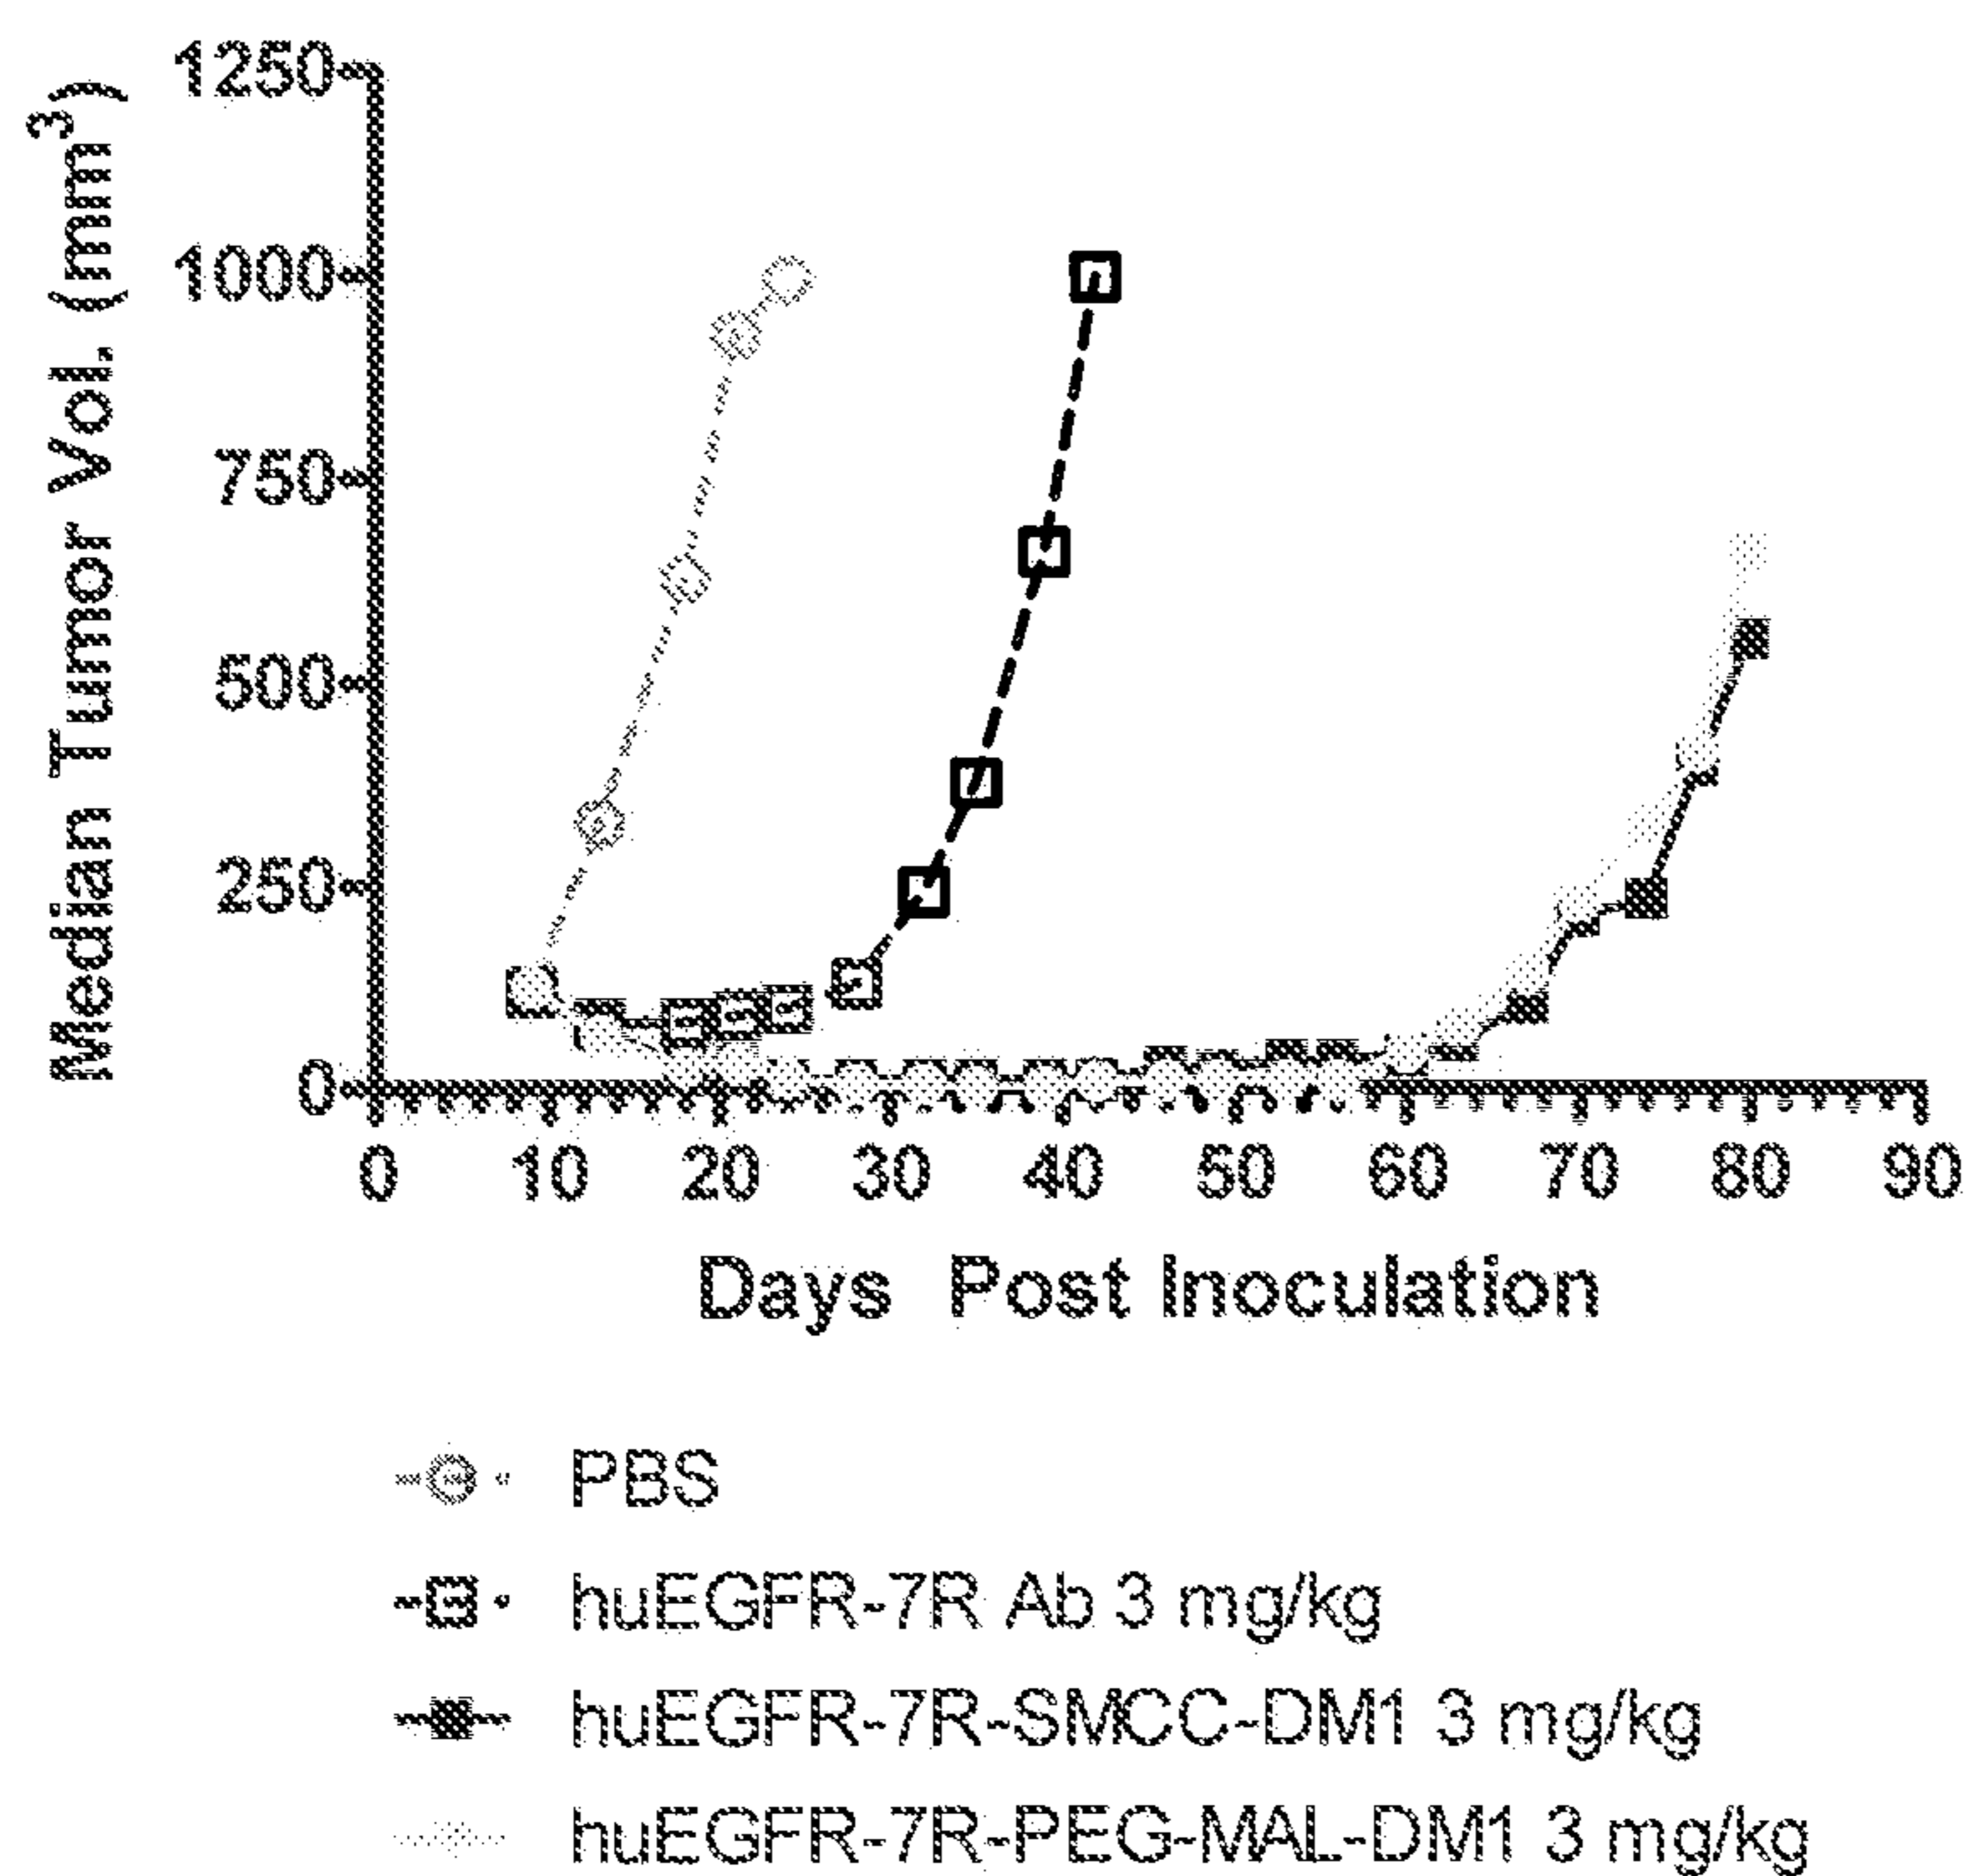 Median Tumor Vol. (mm³)
1250
1000
750
500
250
0
0 10 20 30 40 50 60 70 80 90
Days Post Inoculation
PBS
huEGFR-7R Ab 3 mg/kg
huEGFR-7R-SMCC-DM1 3 mg/kg
huEGFR-7R-PEG-MAL-DM1 3 mg/kg